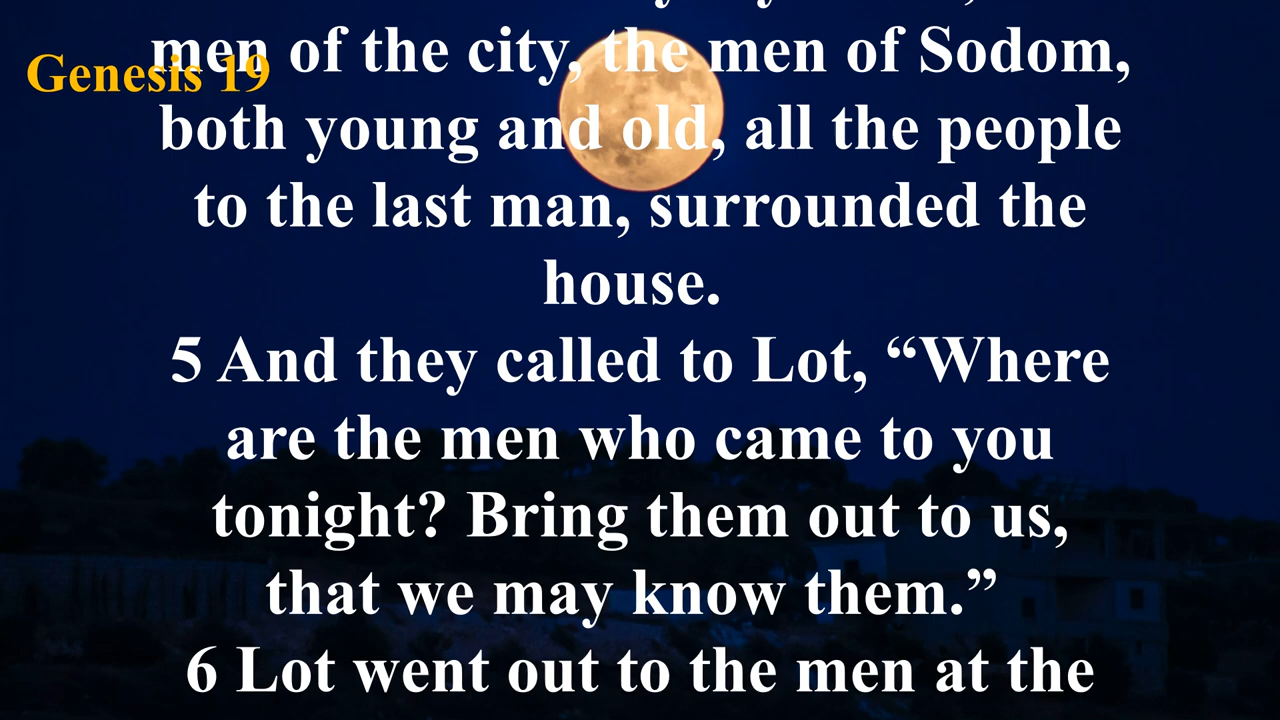 Genesis 19
men of the city, the men of Sodom,
both young and old, all the people
to the last man, surrounded the
house.
5 And they called to Lot, “Where
are the men who came to you
tonight? Bring them out to us,
that we may know them.”
6 Lot went out to the men at the